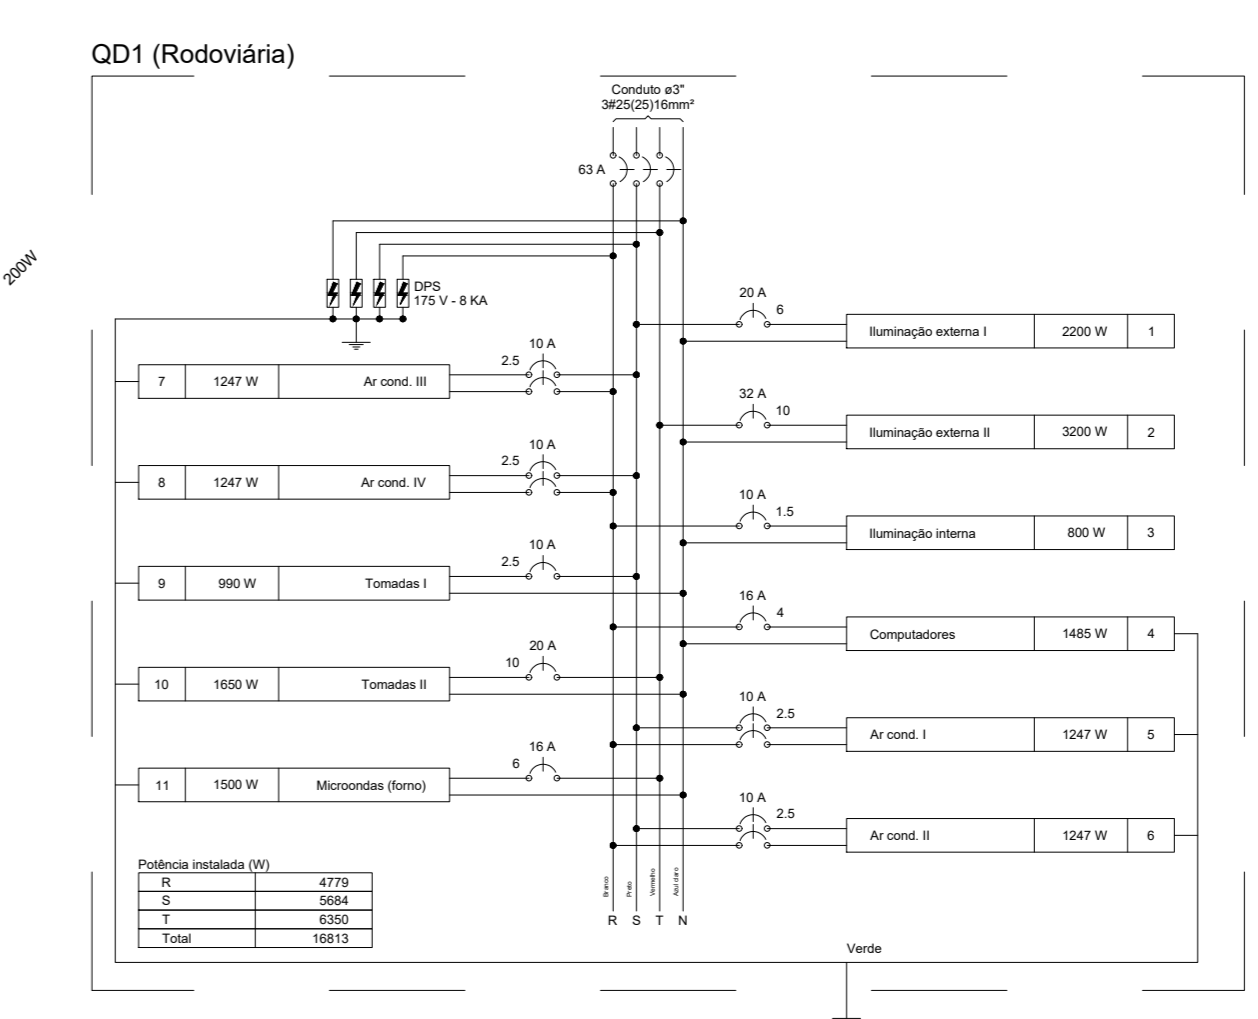 QD1 (Rodoviária)
Conduto ø3"
3#25(25)16mm²
63 A
200W
DPS
175 V - 8 KA
20 A
6
Iluminação externa I 2200 W 1
10 A
2.5
7 1247 W Ar cond. III
32 A
10
Iluminação externa II 3200 W 2
10 A
2.5
8 1247 W Ar cond. IV
10 A
1.5
Iluminação interna 800 W 3
10 A
2.5
9 990 W Tomadas I
16 A
4
Computadores 1485 W 4
20 A
10
10 1650 W Tomadas II
10 A
2.5
Ar cond. I 1247 W 5
16 A
6
11 1500 W Microondas (forno)
10 A
2.5
Ar cond. II 1247 W 6
Potência instalada (W)
R 4779
S 5684
T 6350
Total 16813
Branco
Preto
Vermelho
Azul claro
R S T N
Verde